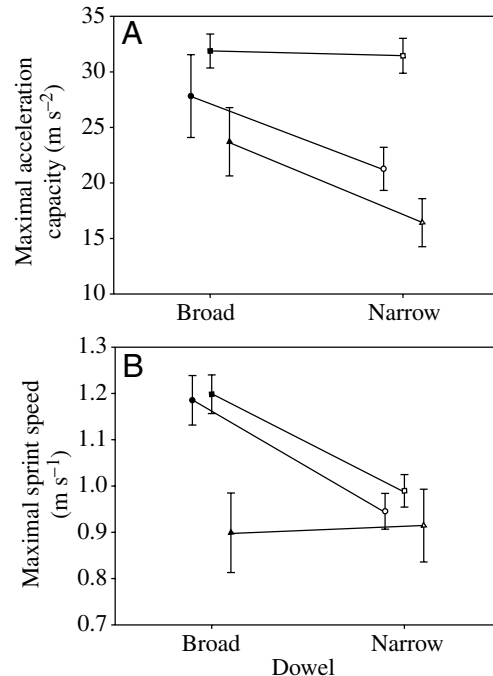 A
Maximal acceleration
capacity (m s⁻²)
35
30
25
20
15
10
Broad Narrow
B
Maximal sprint speed
(m s⁻¹)
1.3
1.2
1.1
1.0
0.9
0.8
0.7
Broad Narrow
Dowel